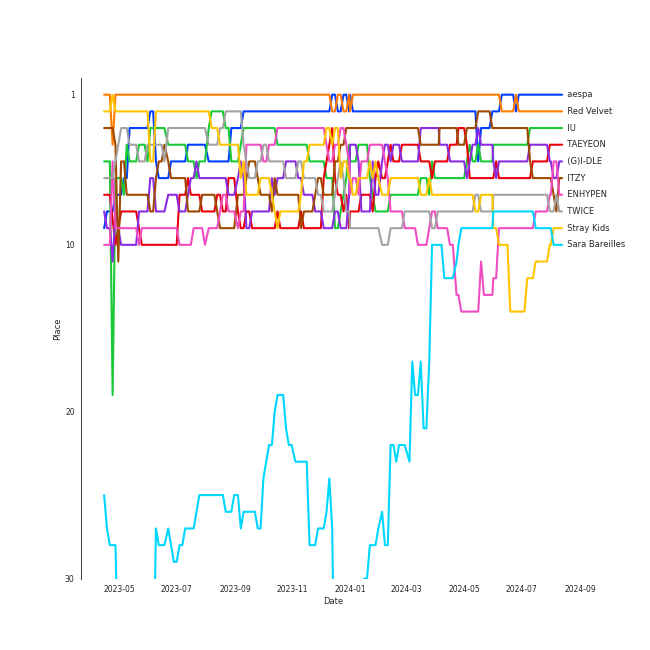 1
10
20
30
Place
aespa
Red Velvet
IU
TAEYEON
(G)I-DLE
ITZY
ENHYPEN
TWICE
Stray Kids
Sara Bareilles
2023-05 2023-07 2023-09 2023-11 2024-01 2024-03 2024-05 2024-07 2024-09
Date